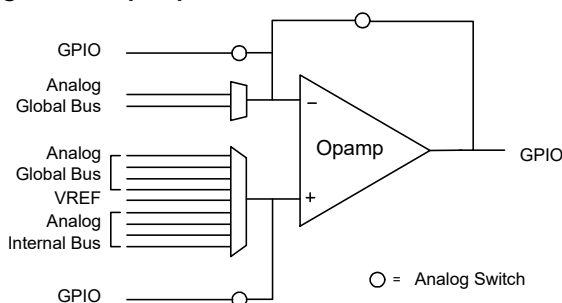 GPIO
Analog
Global Bus
−
Opamp
GPIO
Analog
Global Bus
VREF
Analog
Internal Bus
+
GPIO
= Analog Switch